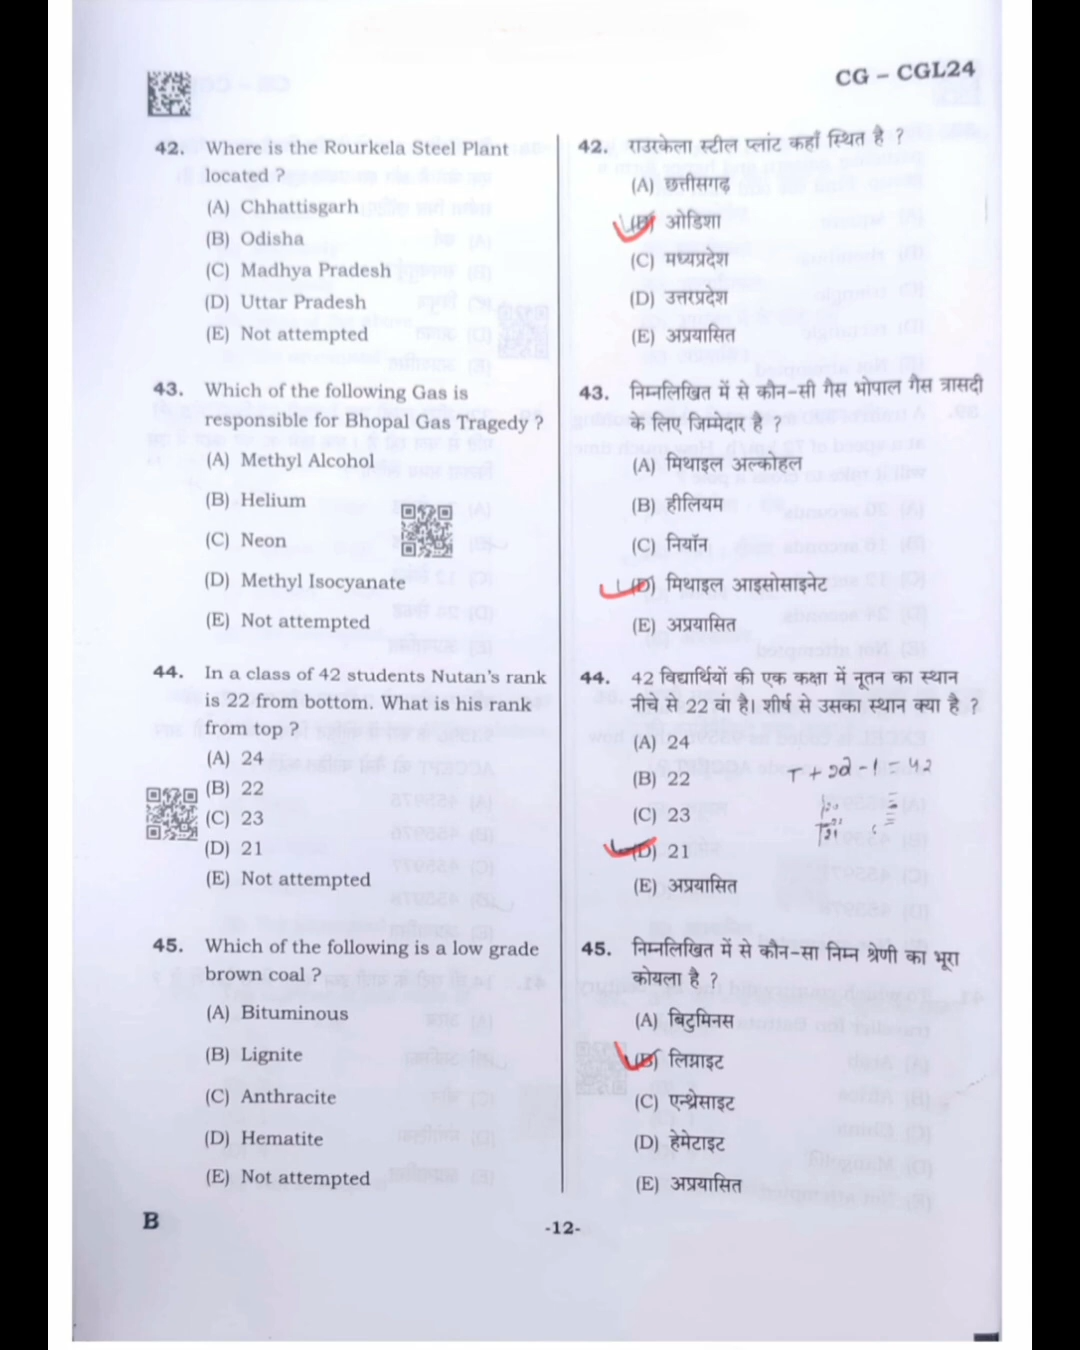 CG – CGL24
42. Where is the Rourkela Steel Plant
located ?
(A) Chhattisgarh
(B) Odisha
(C) Madhya Pradesh
(D) Uttar Pradesh
(E) Not attempted
43. Which of the following Gas is
responsible for Bhopal Gas Tragedy ?
(A) Methyl Alcohol
(B) Helium
(C) Neon
(D) Methyl Isocyanate
(E) Not attempted
44. In a class of 42 students Nutan's rank
is 22 from bottom. What is his rank
from top ?
(A) 24
(B) 22
(C) 23
(D) 21
(E) Not attempted
45. Which of the following is a low grade
brown coal ?
(A) Bituminous
(B) Lignite
(C) Anthracite
(D) Hematite
(E) Not attempted
42. राउरकेला स्टील प्लांट कहाँ स्थित है ?
(A) छत्तीसगढ़
(B) ओडिशा
(C) मध्यप्रदेश
(D) उत्तरप्रदेश
(E) अप्रयासित
43. निम्नलिखित में से कौन-सी गैस भोपाल गैस त्रासदी
के लिए जिम्मेदार है ?
(A) मिथाइल अल्कोहल
(B) हीलियम
(C) नियॉन
(D) मिथाइल आइसोसाइनेट
(E) अप्रयासित
44. 42 विद्यार्थियों की एक कक्षा में नूतन का स्थान
नीचे से 22 वा है। शीर्ष से उसका स्थान क्या है ?
(A) 24
(B) 22
(C) 23
(D) 21
(E) अप्रयासित
T + 22 - 1 = 42
45. निम्नलिखित में से कौन-सा निम्न श्रेणी का भूरा
कोयला है ?
(A) बिटुमिनस
(B) लिग्नाइट
(C) एन्थ्रेसाइट
(D) हेमेटाइट
(E) अप्रयासित
B
-12-